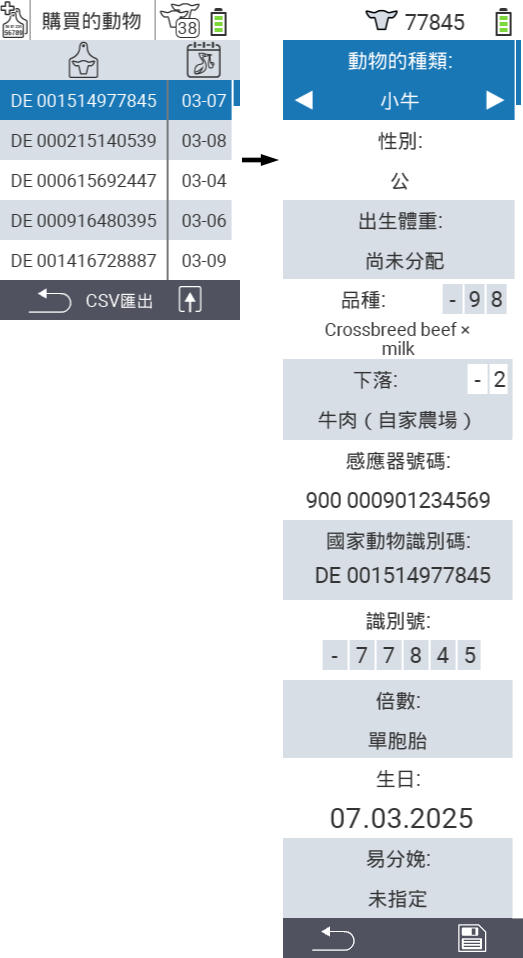 56789
購買的動物
38
DE 001514977845 03-07
DE 000215140539 03-08
DE 000615692447 03-04
DE 000916480395 03-06
DE 001416728887 03-09
CSV匯出
77845
動物的種類:
小牛
性別:
公
出生體重:
尚未分配
品種: - 9 8
Crossbreed beef ×
milk
下落: - 2
牛肉（自家農場）
感應器號碼:
900 000901234569
國家動物識別碼:
DE 001514977845
識別號:
- 7 7 8 4 5
倍數:
單胞胎
生日:
07.03.2025
易分娩:
未指定